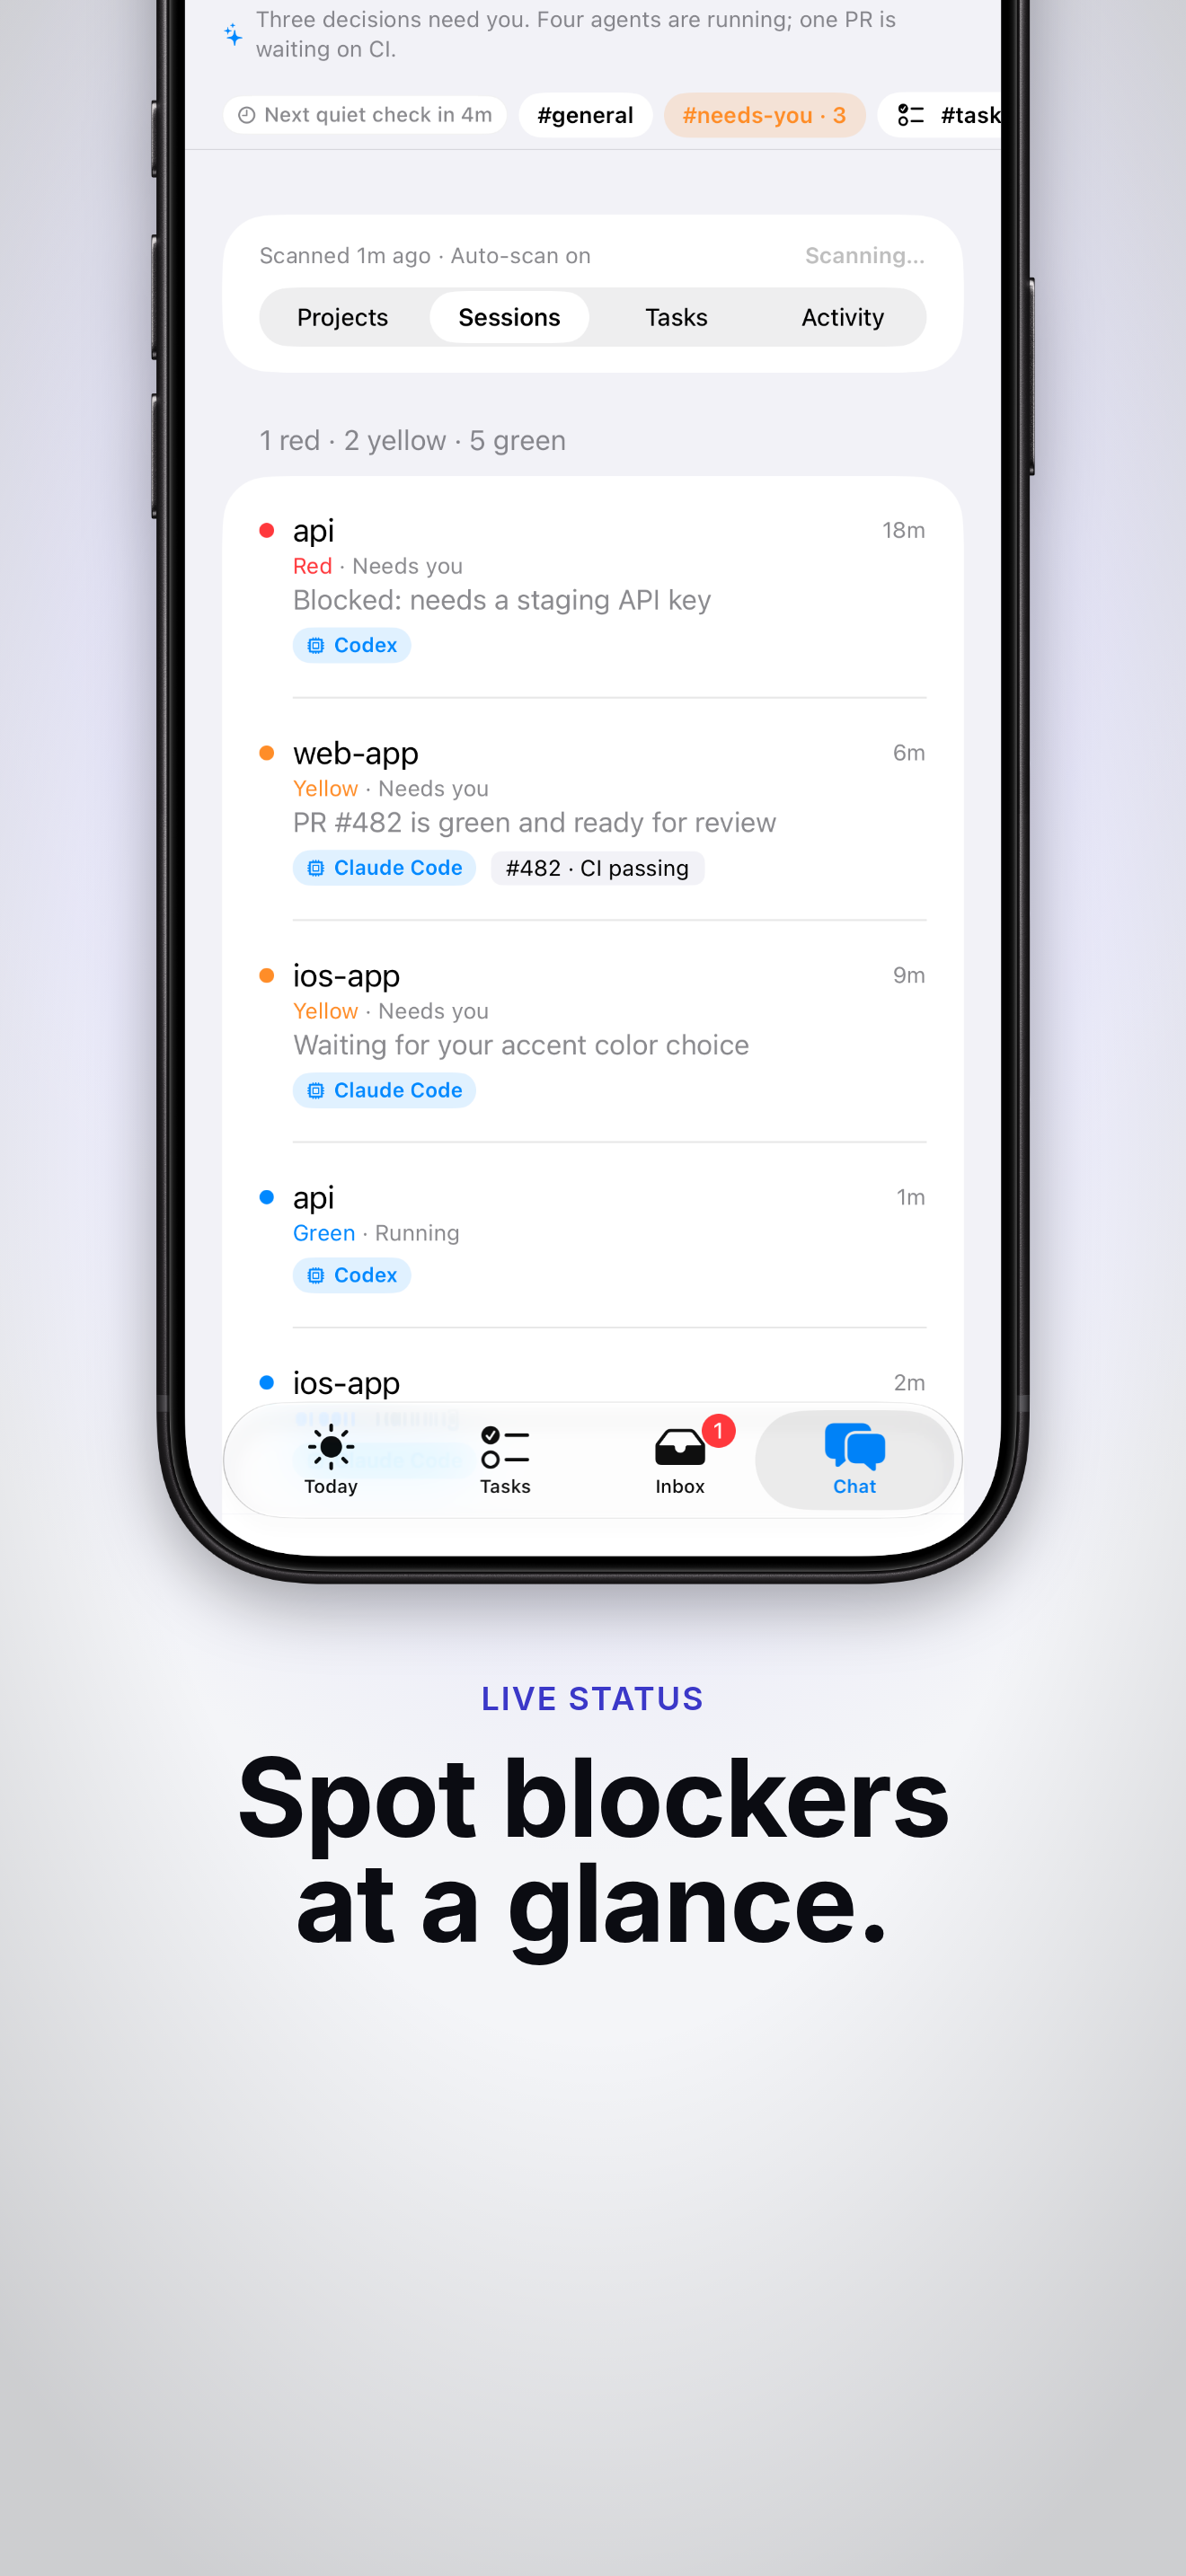 Three decisions need you. Four agents are running; one PR is
waiting on CI.
Next quiet check in 4m
#general
#needs-you · 3
#task
Scanned 1m ago · Auto-scan on
Scanning...
Projects
Sessions
Tasks
Activity
1 red · 2 yellow · 5 green
api
18m
Red · Needs you
Blocked: needs a staging API key
Codex
web-app
6m
Yellow · Needs you
PR #482 is green and ready for review
Claude Code
#482 · CI passing
ios-app
9m
Yellow · Needs you
Waiting for your accent color choice
Claude Code
api
1m
Green · Running
Codex
ios-app
2m
1
Today
Tasks
Inbox
Chat
LIVE STATUS
Spot blockers
at a glance.